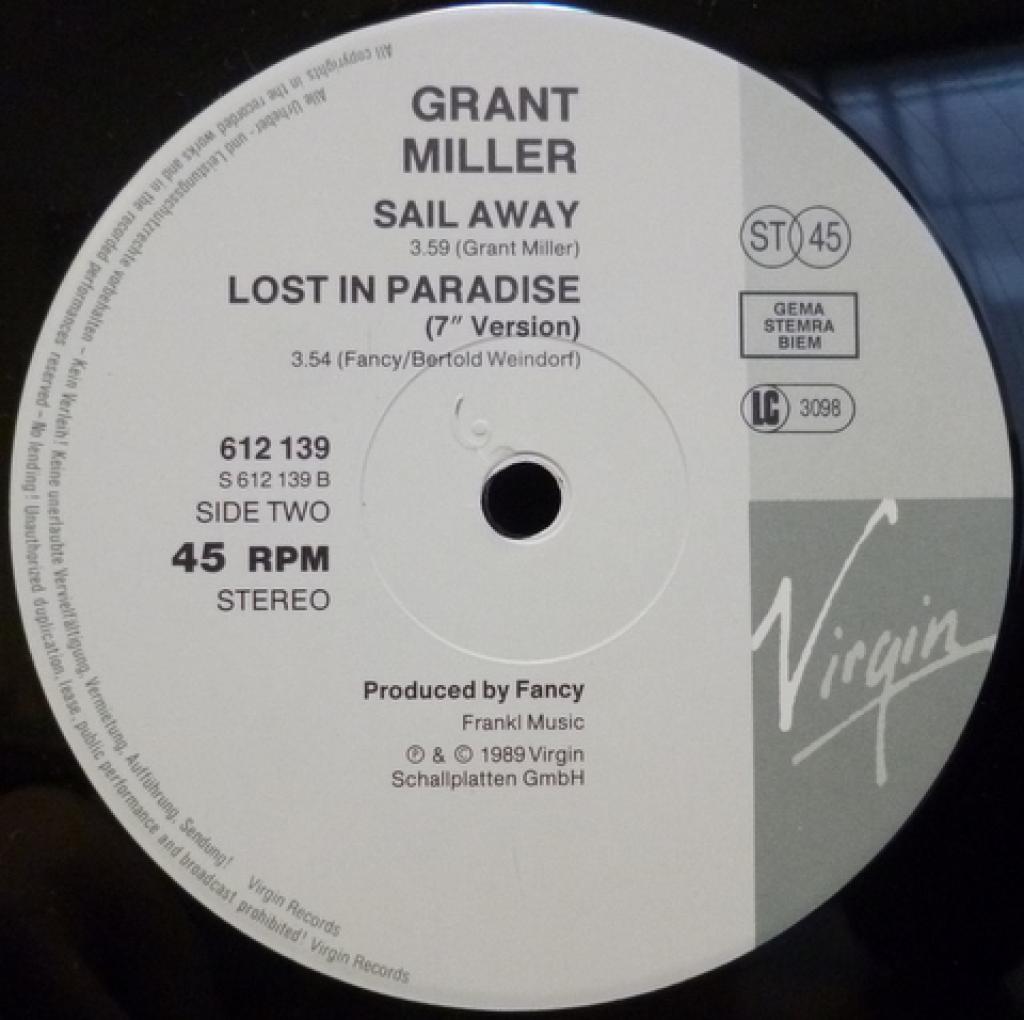 GRANT
MILLER
SAIL AWAY
3.59 (Grant Miller)
LOST IN PARADISE
(7″ Version)
3.54 (Fancy/Bertold Weindorf)
ST 45
GEMA
STEMRA
BIEM
LC 3098
612 139
S 612 139 B
SIDE TWO
45 RPM
STEREO
Virgin
Produced by Fancy
Frankl Music
Ⓟ & © 1989 Virgin
Schallplatten GmbH
Alle Urheber- und Leistungsschutzrechte vorbehalten – Kein Verleih! Keine unerlaubte Vervielfältigung, Vermietung, Aufführung, Sendung! Virgin Records
All copyrights in the recorded works and in the recorded performances reserved – No lending! Unauthorized duplication, lease, public performance and broadcast prohibited! Virgin Records